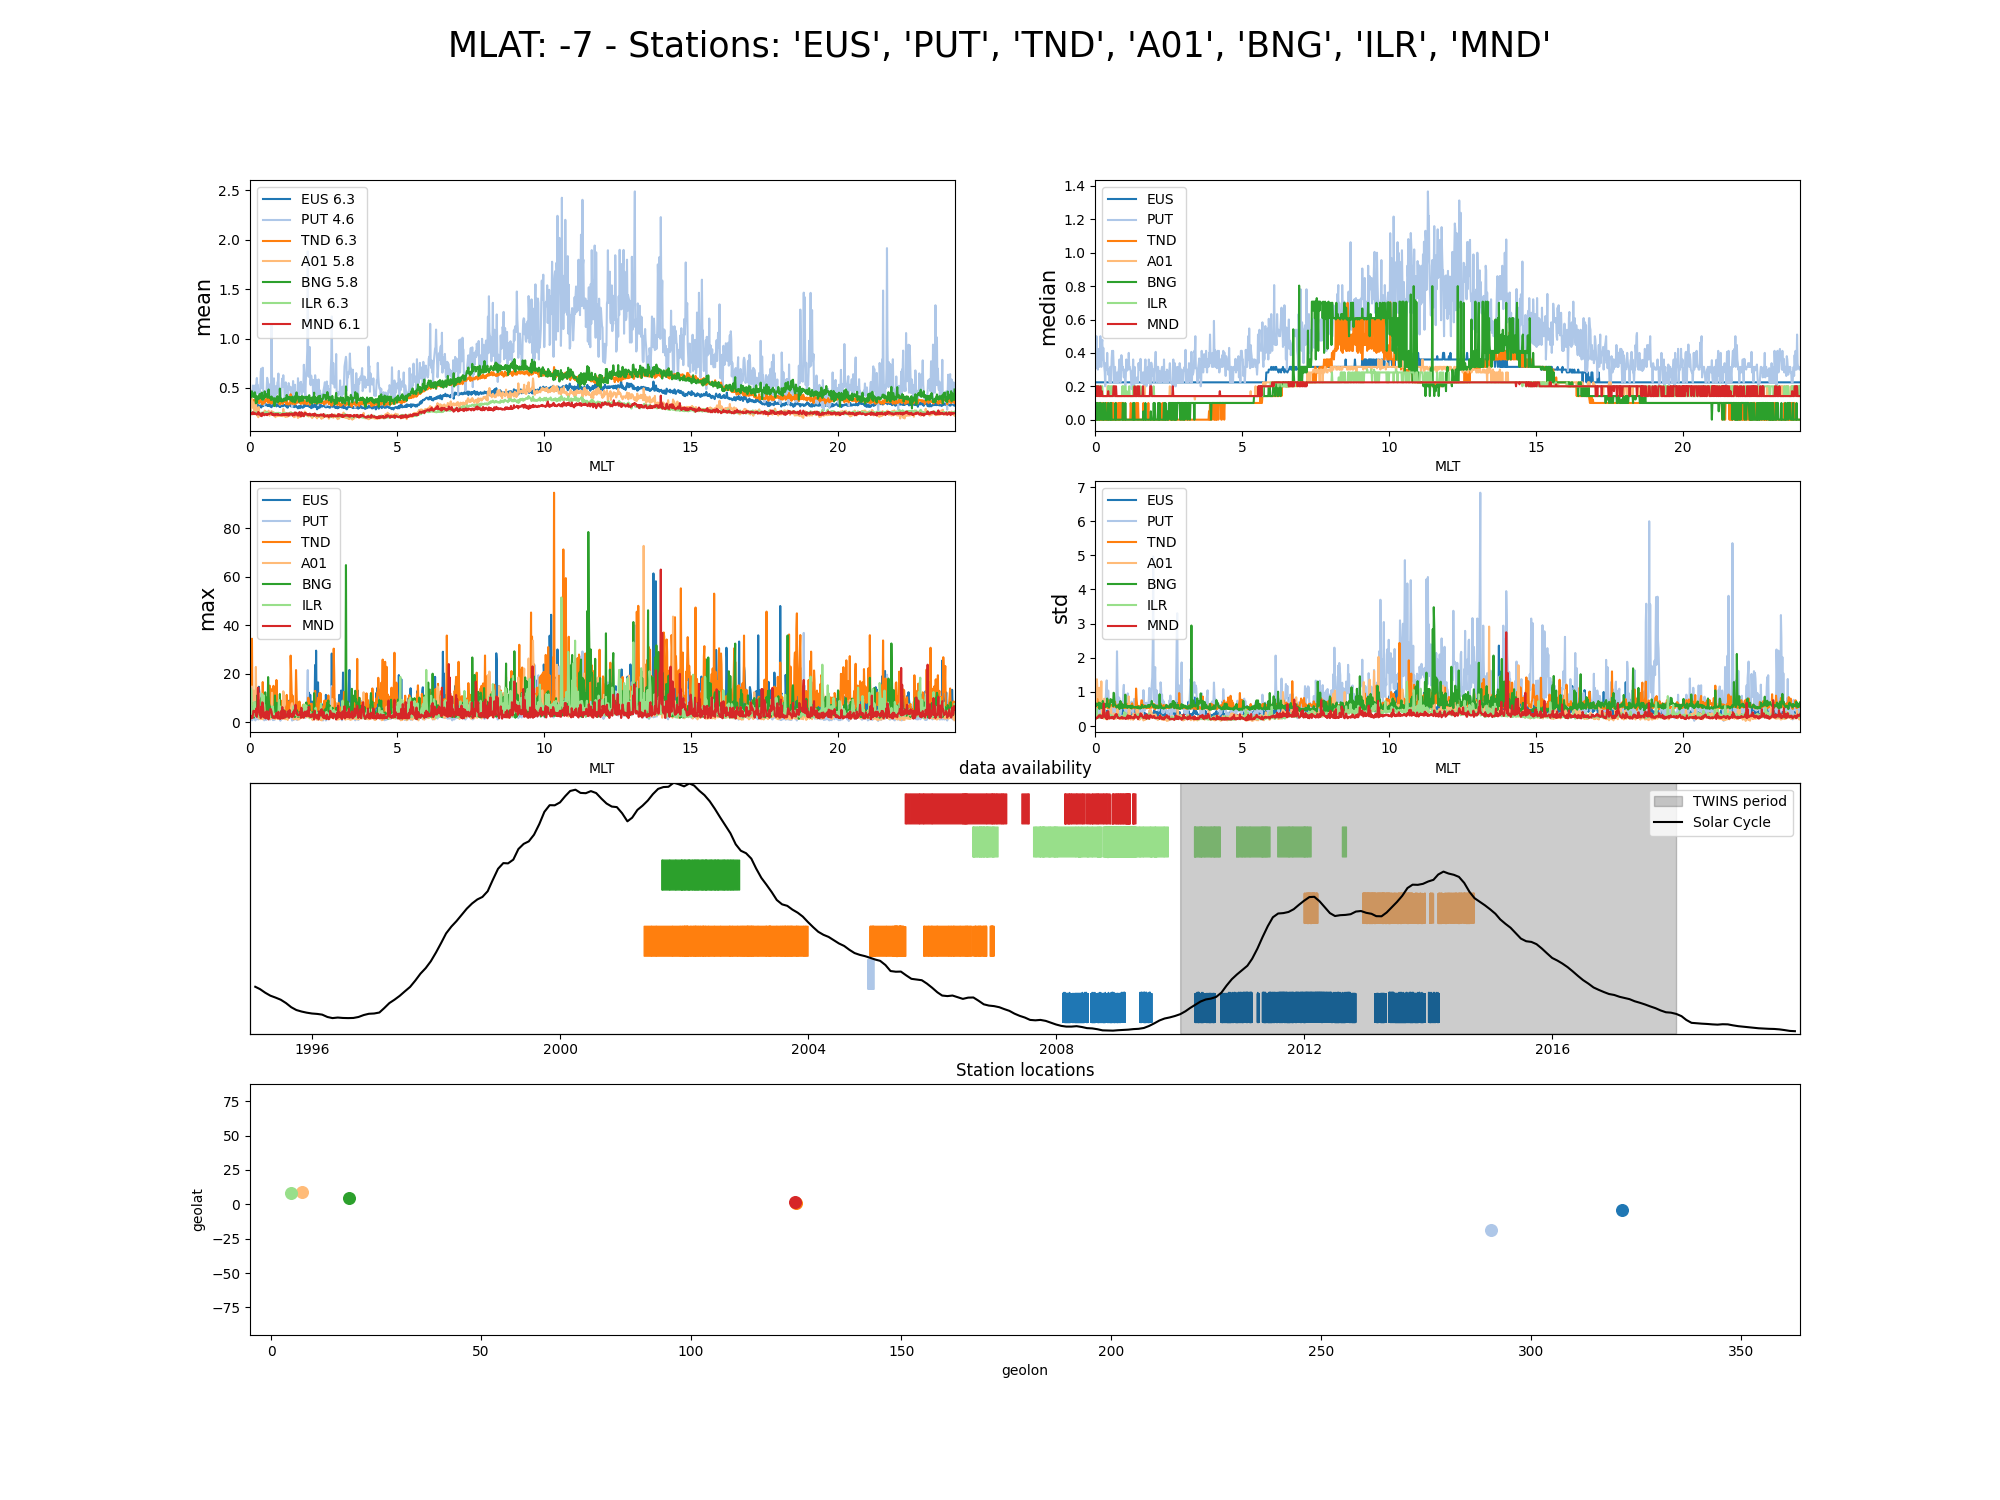 MLAT: -7 - Stations: 'EUS', 'PUT', 'TND', 'A01', 'BNG', 'ILR', 'MND'
mean
2.5
2.0
1.5
1.0
0.5
EUS 6.3
PUT 4.6
TND 6.3
A01 5.8
BNG 5.8
ILR 6.3
MND 6.1
0 5 10 15 20
MLT
median
1.4
1.2
1.0
0.8
0.6
0.4
0.2
0.0
EUS
PUT
TND
A01
BNG
ILR
MND
0 5 10 15 20
MLT
max
80
60
40
20
0
EUS
PUT
TND
A01
BNG
ILR
MND
0 5 10 15 20
MLT
std
7
6
5
4
3
2
1
0
EUS
PUT
TND
A01
BNG
ILR
MND
0 5 10 15 20
MLT
data availability
TWINS period
Solar Cycle
1996 2000 2004 2008 2012 2016
Station locations
geolat
75
50
25
0
−25
−50
−75
0 50 100 150 200 250 300 350
geolon